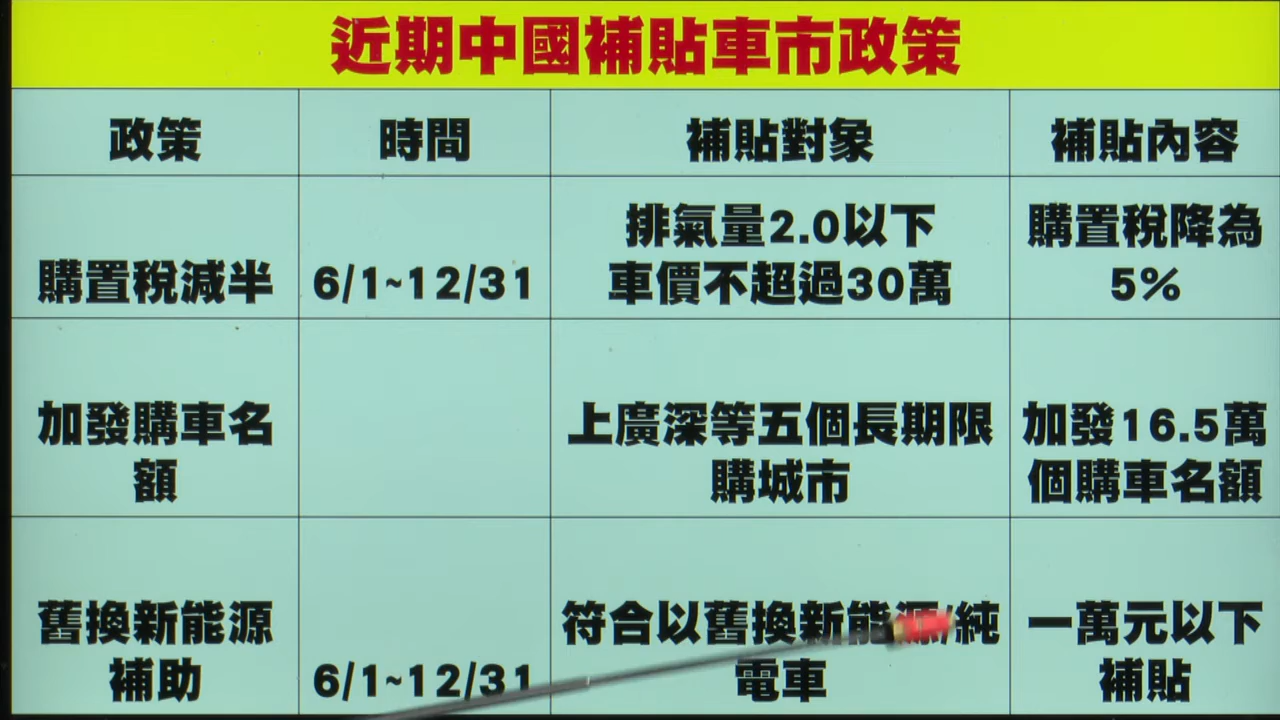 近期中國補貼車市政策
政策 時間 補貼對象 補貼內容
排氣量2.0以下 購置稅降為
購置稅減半 6/1~12/31 車價不超過30萬 5%
加發購車名 上廣深等五個長期限 加發16.5萬
額 購城市 個購車名額
舊換新能源 符合以舊換新能源/純 一萬元以下
補助 6/1~12/31 電車 補貼